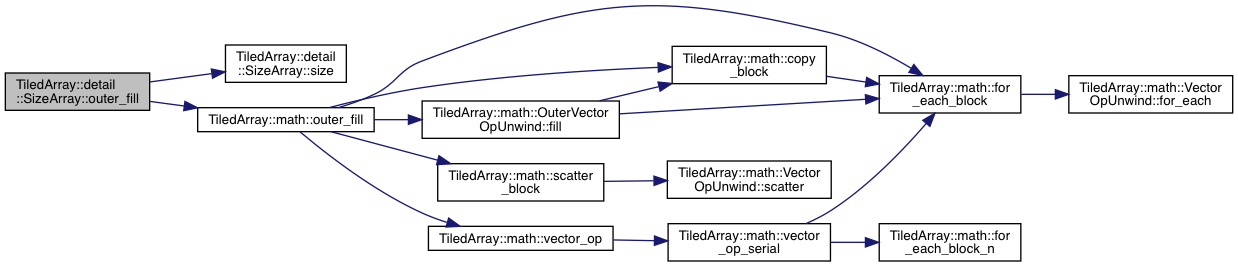 TiledArray::detail
::SizeArray::outer_fill
TiledArray::detail
::SizeArray::size
TiledArray::math::outer_fill
TiledArray::math::copy
_block
TiledArray::math::OuterVector
OpUnwind::fill
TiledArray::math::scatter
_block
TiledArray::math::vector_op
TiledArray::math::Vector
OpUnwind::scatter
TiledArray::math::vector
_op_serial
TiledArray::math::for
_each_block
TiledArray::math::for
_each_block_n
TiledArray::math::Vector
OpUnwind::for_each